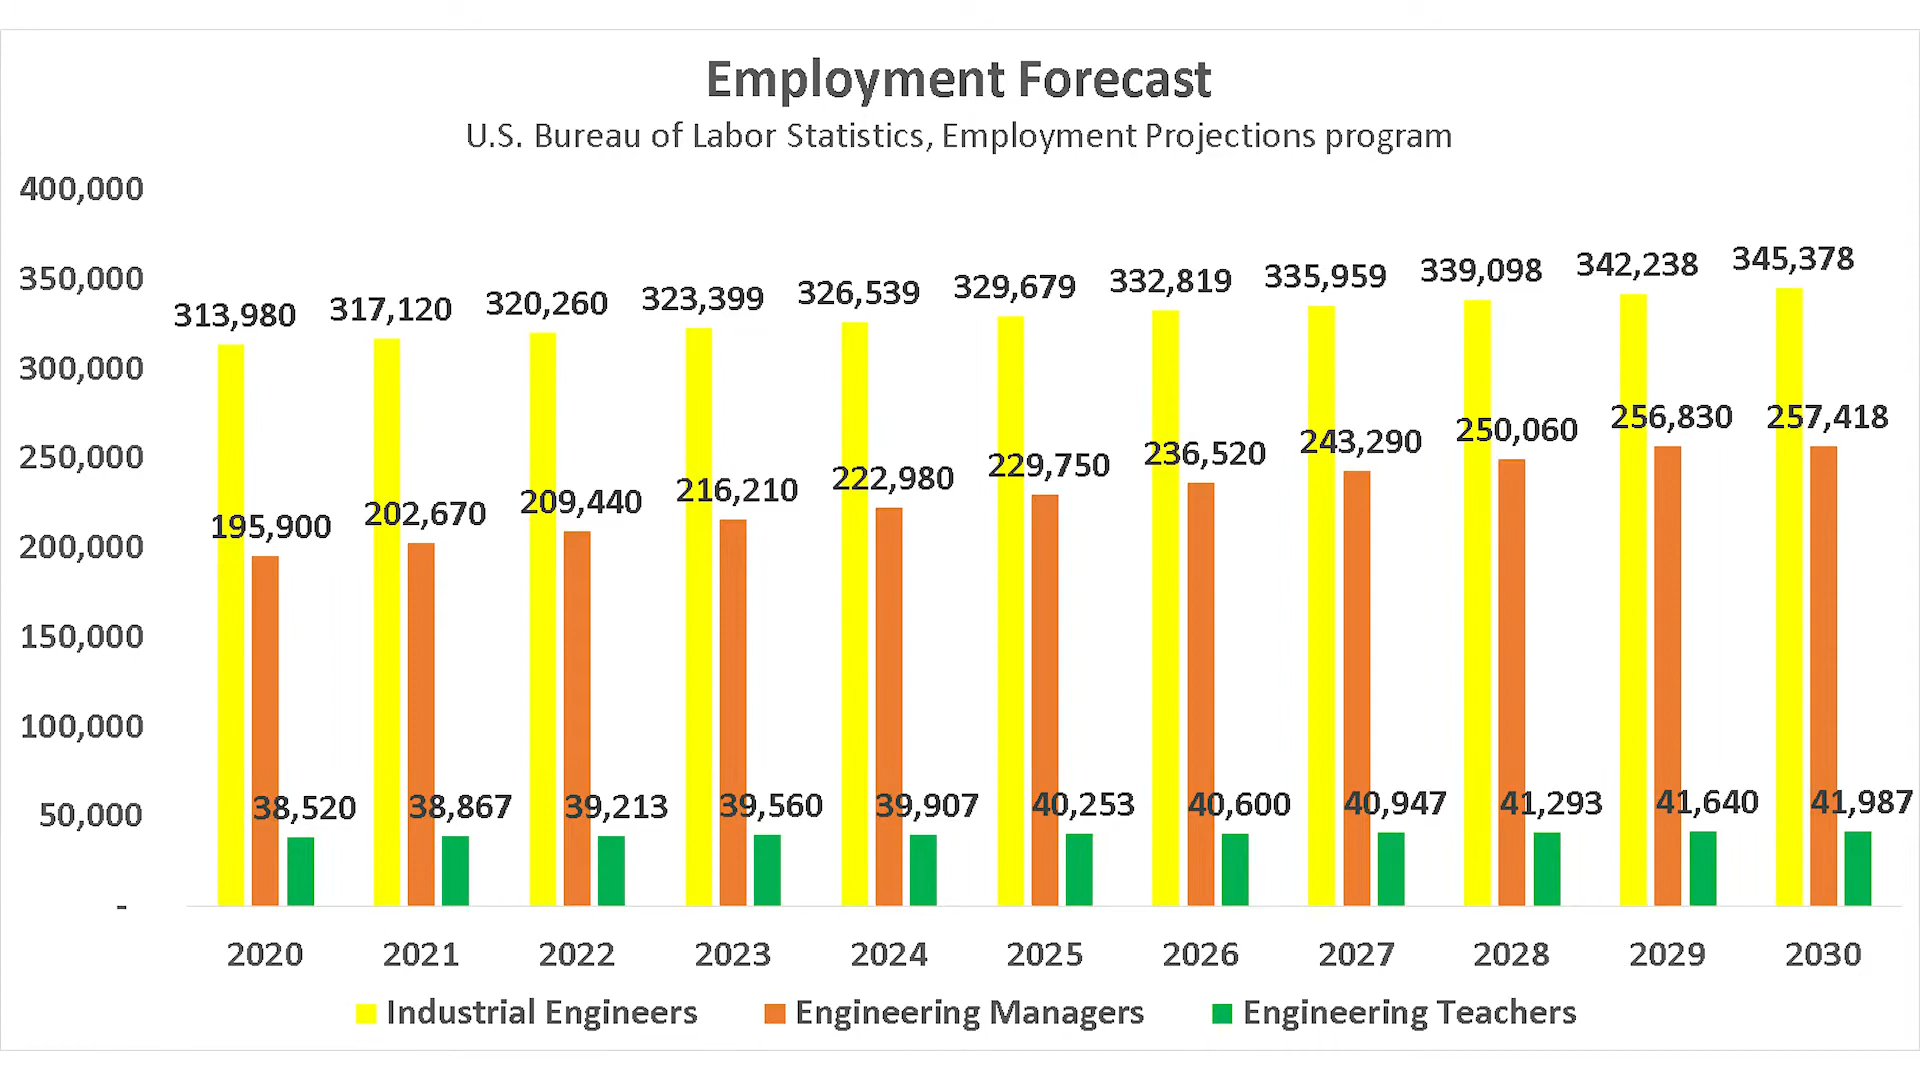 Employment Forecast
U.S. Bureau of Labor Statistics, Employment Projections program
400,000
350,000
300,000
250,000
200,000
150,000
100,000
50,000
-
313,980 317,120 320,260 323,399 326,539 329,679 332,819 335,959 339,098 342,238 345,378
195,900 202,670 209,440 216,210 222,980 229,750 236,520 243,290 250,060 256,830 257,418
38,520 38,867 39,213 39,560 39,907 40,253 40,600 40,947 41,293 41,640 41,987
2020 2021 2022 2023 2024 2025 2026 2027 2028 2029 2030
Industrial Engineers Engineering Managers Engineering Teachers